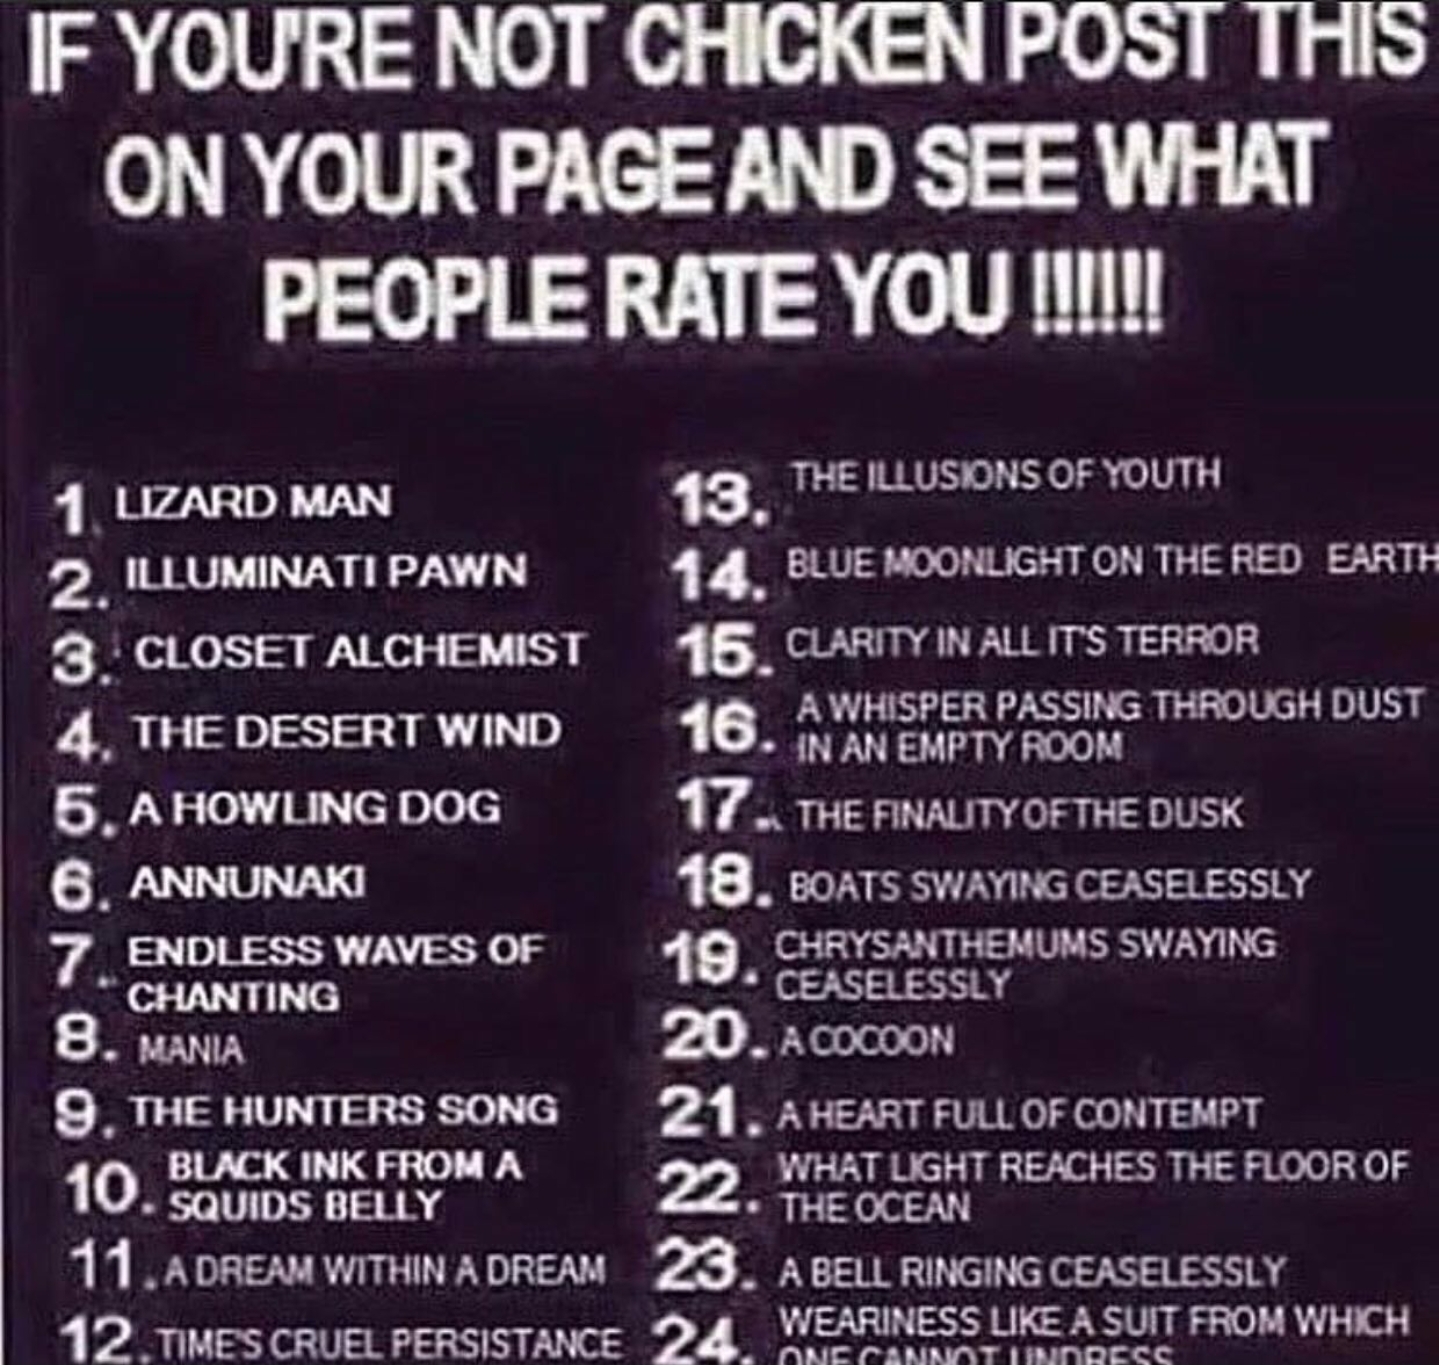 IF YOU'RE NOT CHICKEN POST THIS
ON YOUR PAGE AND SEE WHAT
PEOPLE RATE YOU !!!!!!
1. LIZARD MAN
2. ILLUMINATI PAWN
3. CLOSET ALCHEMIST
4. THE DESERT WIND
5. A HOWLING DOG
6. ANNUNAKI
7. ENDLESS WAVES OF
CHANTING
8. MANIA
9. THE HUNTERS SONG
10. BLACK INK FROM A
SQUIDS BELLY
11. A DREAM WITHIN A DREAM
12. TIME'S CRUEL PERSISTANCE
13. THE ILLUSIONS OF YOUTH
14. BLUE MOONLIGHT ON THE RED EARTH
15. CLARITY IN ALL IT'S TERROR
16. A WHISPER PASSING THROUGH DUST
IN AN EMPTY ROOM
17. THE FINALITY OF THE DUSK
18. BOATS SWAYING CEASELESSLY
19. CHRYSANTHEMUMS SWAYING
CEASELESSLY
20. A COCOON
21. A HEART FULL OF CONTEMPT
22. WHAT LIGHT REACHES THE FLOOR OF
THE OCEAN
23. A BELL RINGING CEASELESSLY
24. WEARINESS LIKE A SUIT FROM WHICH
ONE CANNOT UNDRESS